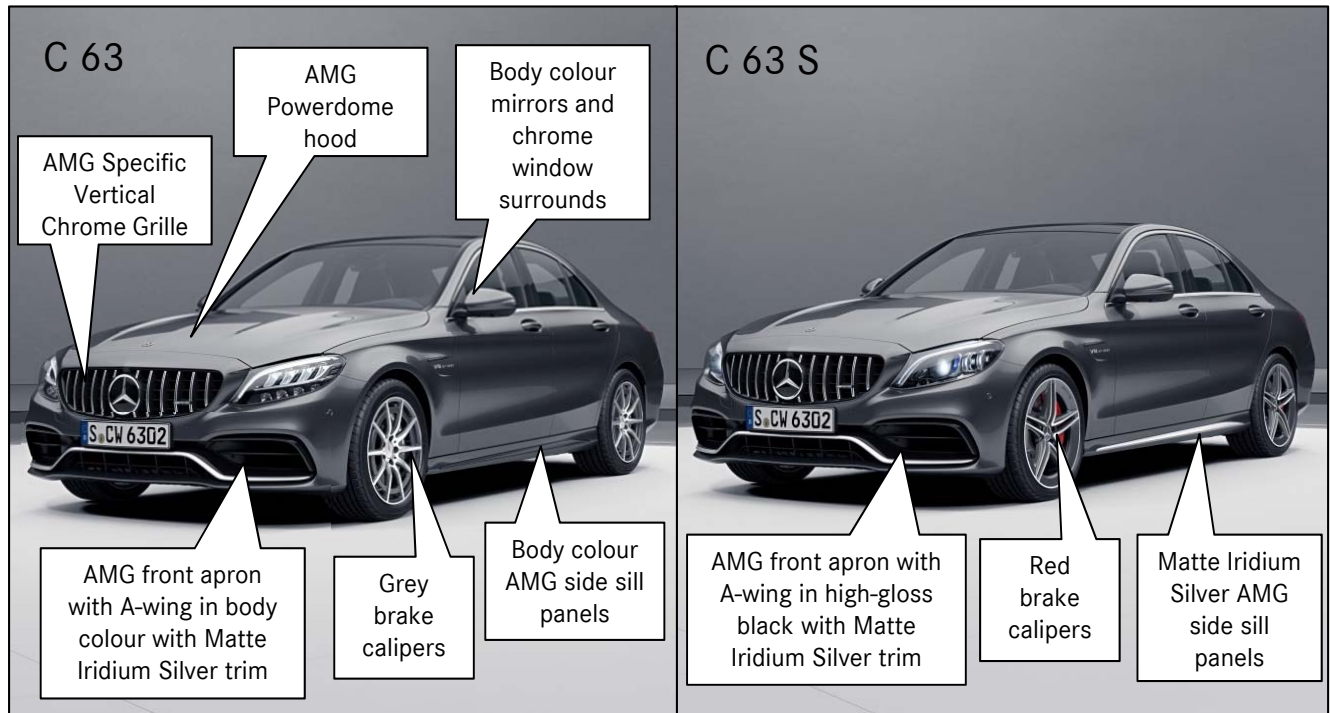 C 63
AMG
Powerdome
hood
Body colour
mirrors and
chrome
window
surrounds
AMG Specific
Vertical
Chrome Grille
S CW 6302
AMG front apron
with A-wing in body
colour with Matte
Iridium Silver trim
Grey
brake
calipers
Body colour
AMG side sill
panels
C 63 S
S CW 6302
AMG front apron with
A-wing in high-gloss
black with Matte
Iridium Silver trim
Red
brake
calipers
Matte Iridium
Silver AMG
side sill
panels